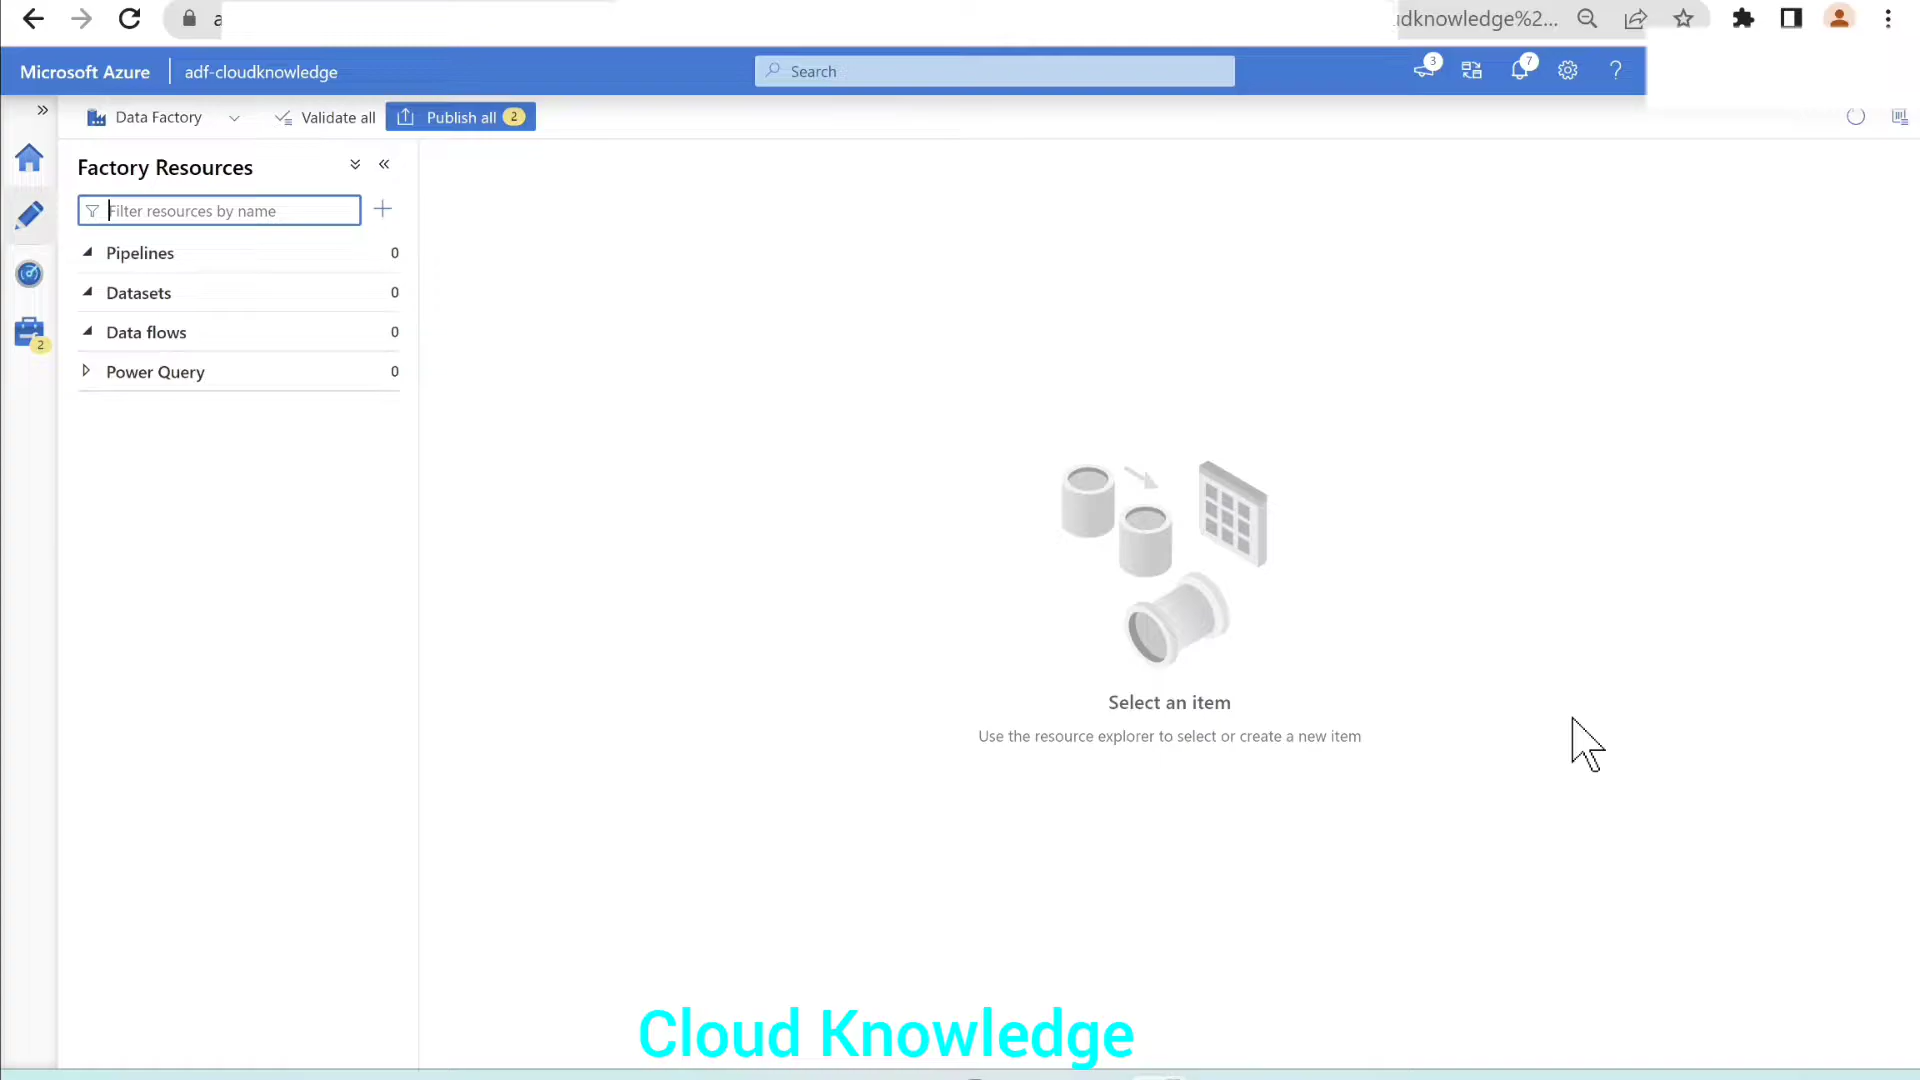 a
idknowledge%2...
Microsoft Azure
adf-cloudknowledge
Search
3
7
?
Data Factory
Validate all
Publish all
2
Factory Resources
Filter resources by name
Pipelines 0
Datasets 0
Data flows 0
2
Power Query 0
Select an item
Use the resource explorer to select or create a new item
Cloud Knowledge